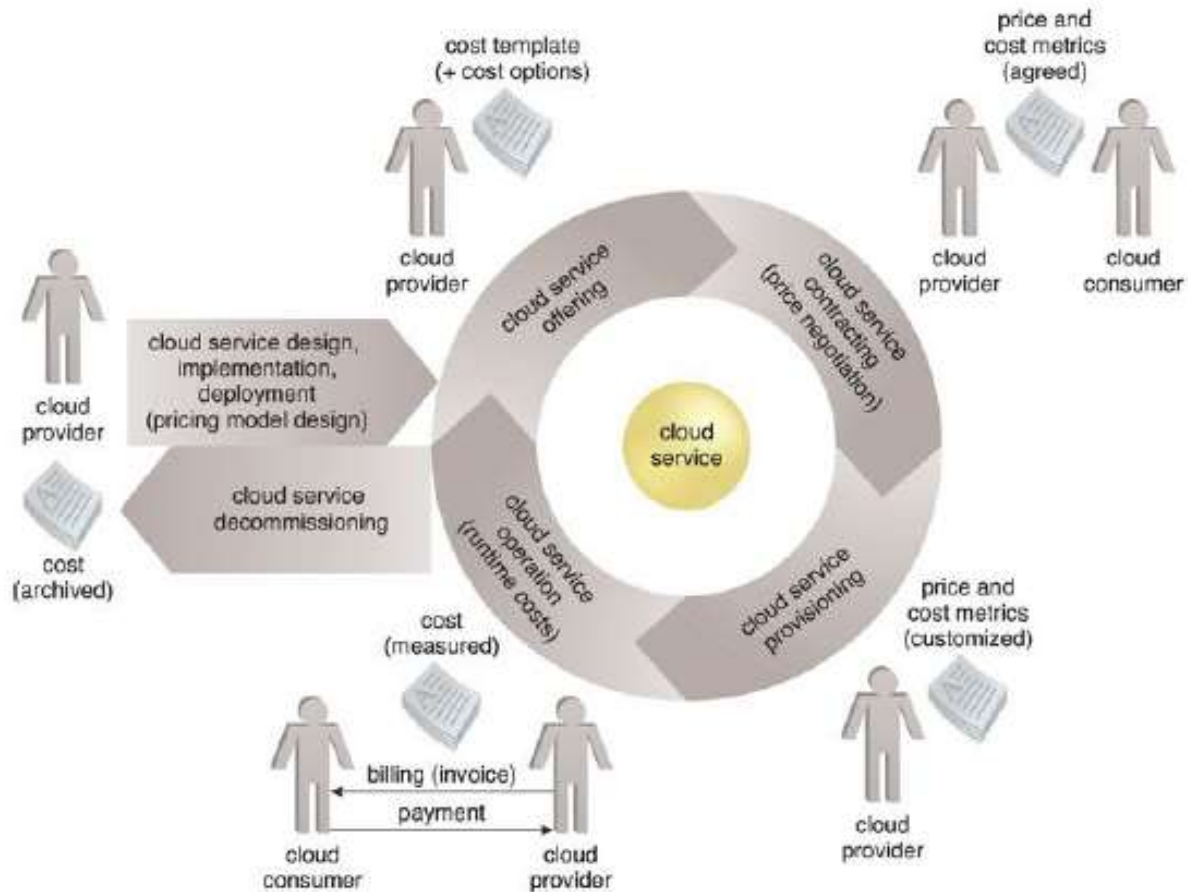 cost template
(+ cost options)
price and
cost metrics
(agreed)
cloud
provider
cloud
provider
cloud
consumer
cloud service
offering
cloud service
contracting
(price negotiation)
cloud service design,
implementation,
deployment
(pricing model design)
cloud
provider
cloud
service
cloud service
decommissioning
cost
(archived)
cloud service
operation
(runtime costs)
cloud service
provisioning
price and
cost metrics
(customized)
cost
(measured)
billing (invoice)
payment
cloud
consumer
cloud
provider
cloud
provider